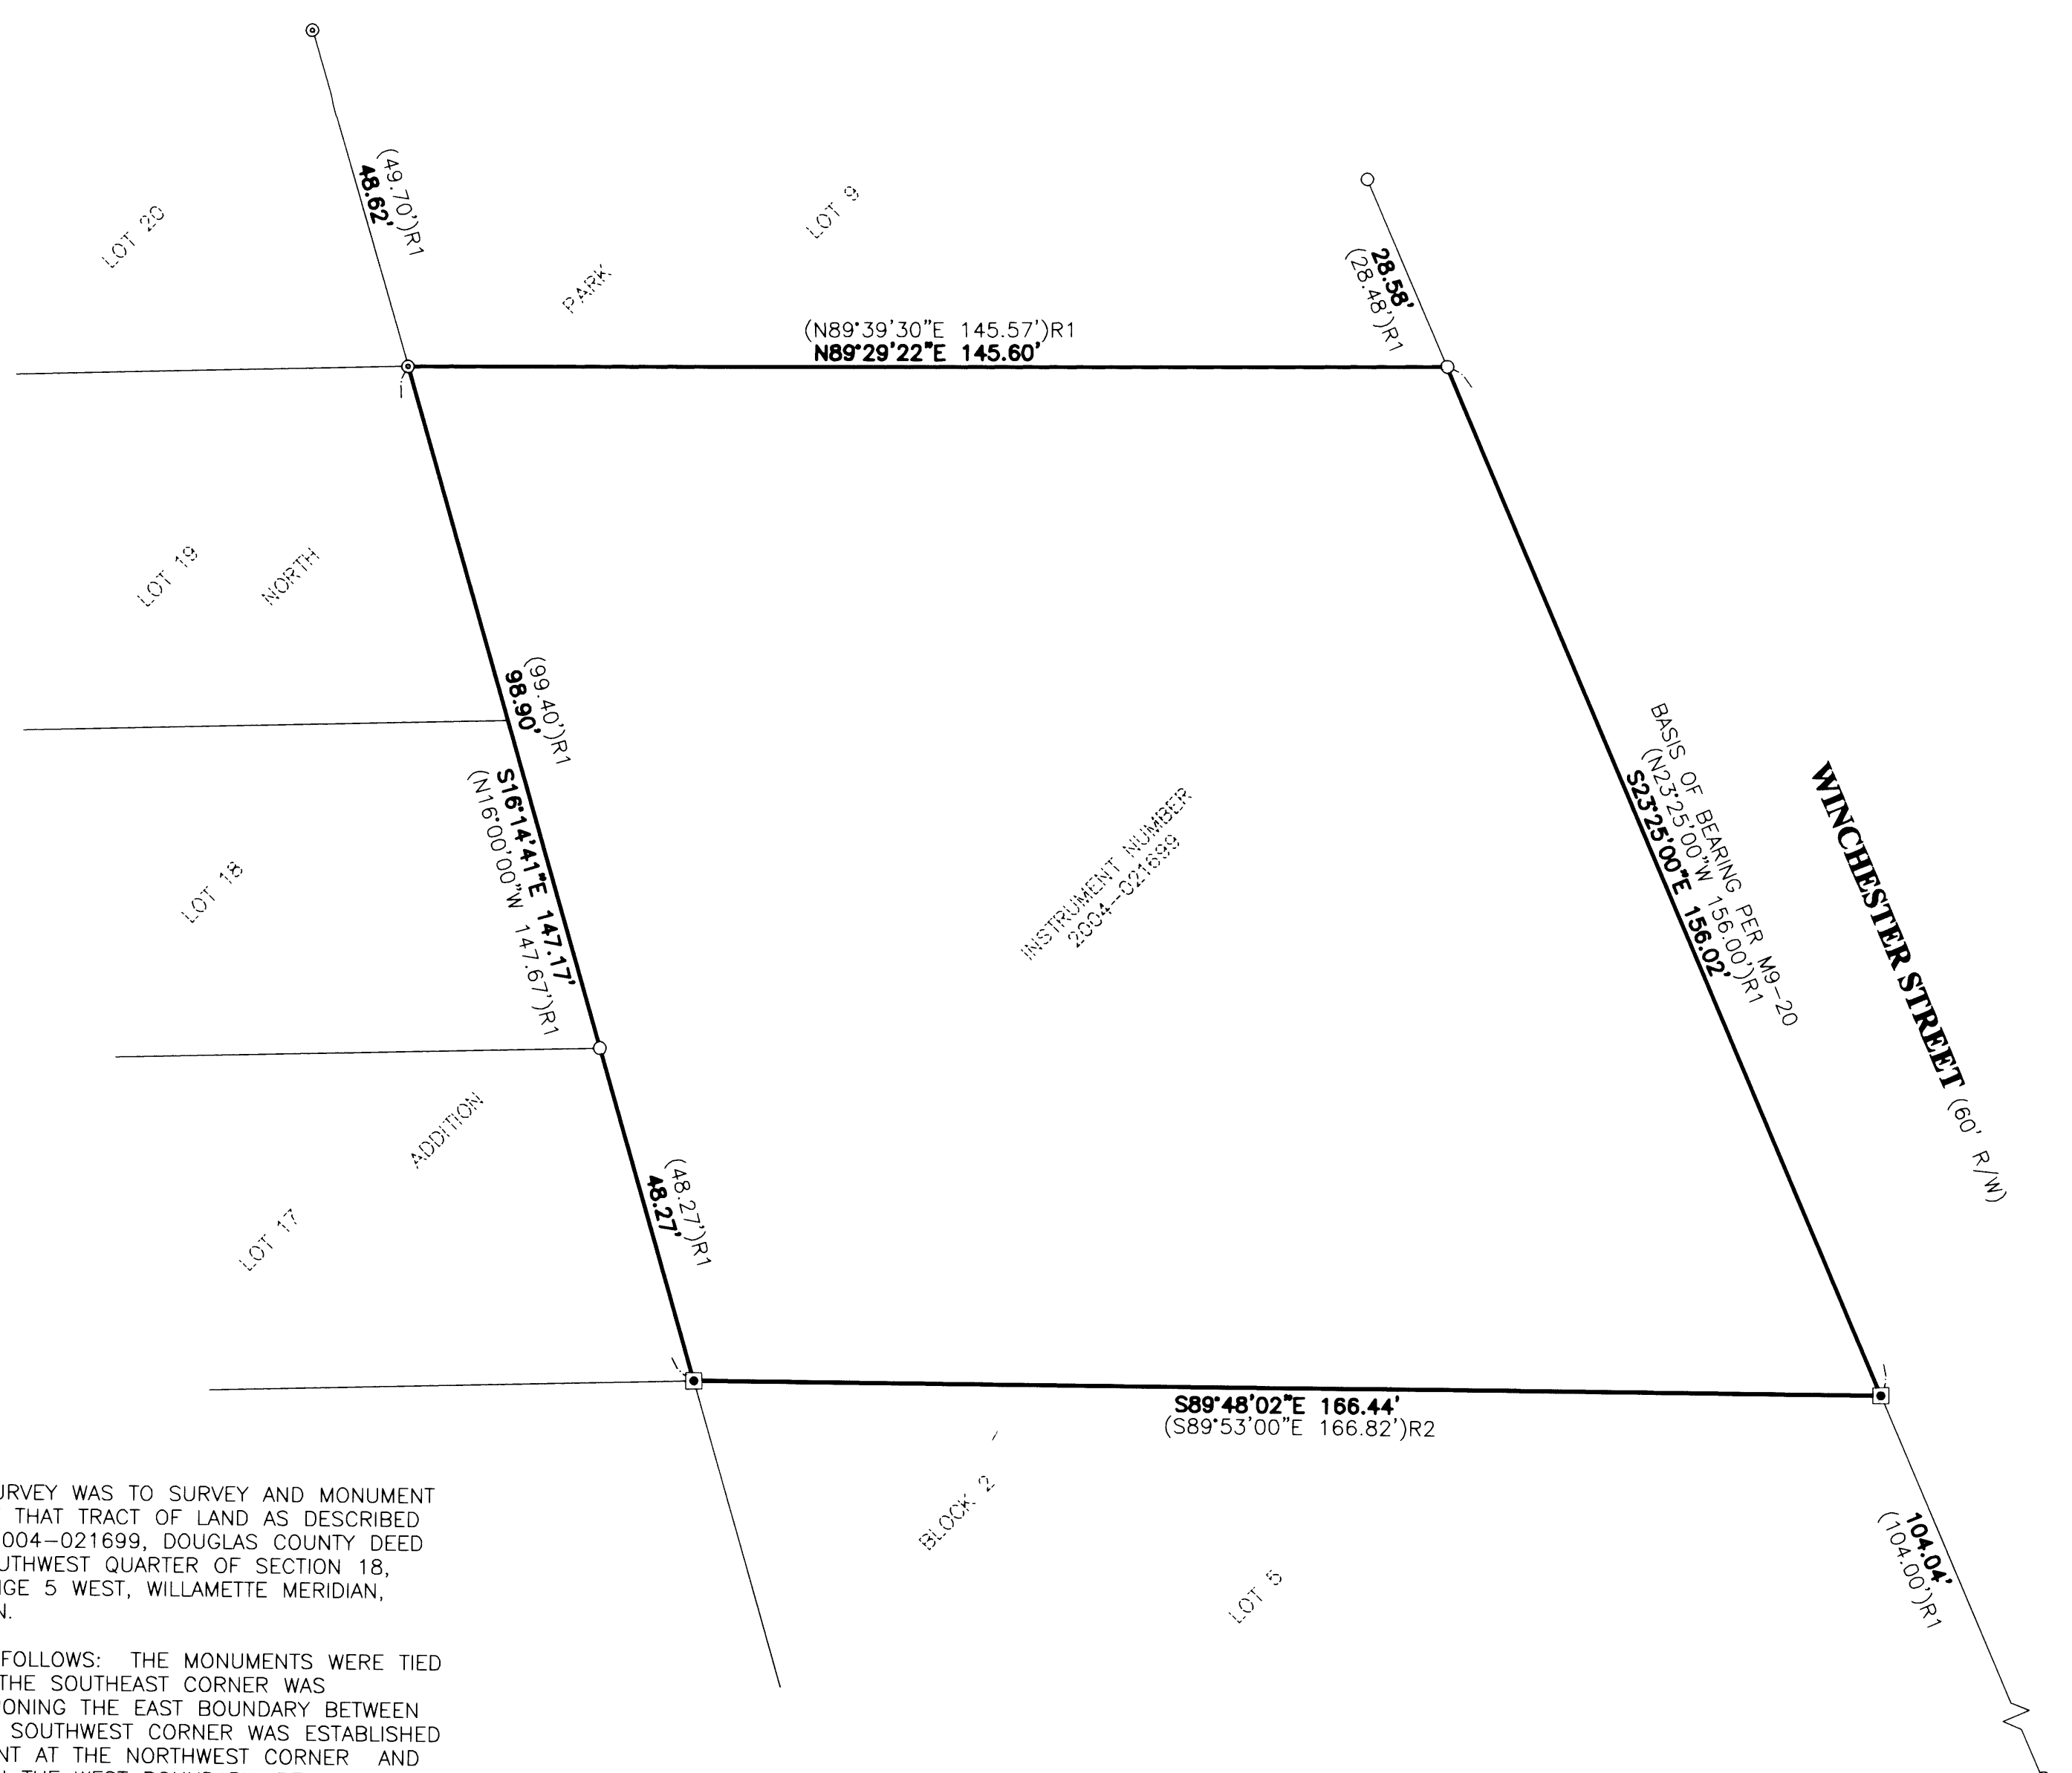 (49.70')R1
48.62'
LOT 20
LOT 9
PARK
28.58'
(28.48')R1
(N89°39'30"E 145.57')R1
N89°29'22"E 145.60'
LOT 19
NORTH
(99.40')R1
98.90'
S16°14'41"E 147.17'
(N16°00'00"W 147.67')R1
LOT 18
INSTRUMENT NUMBER
2004-021699
BASIS OF BEARING PER M9-20
(N23°25'00"W 156.00')R1
S23°25'00"E 156.02'
WINCHESTER STREET (60' R/W)
ADDITION
LOT 17
(48.27')R1
48.27'
S89°48'02"E 166.44'
(S89°53'00"E 166.82')R2
BLOCK 2
LOT 5
104.04'
(104.00')R1
URVEY WAS TO SURVEY AND MONUMENT
THAT TRACT OF LAND AS DESCRIBED
004-021699, DOUGLAS COUNTY DEED
UTHWEST QUARTER OF SECTION 18,
GE 5 WEST, WILLAMETTE MERIDIAN,
N.
FOLLOWS: THE MONUMENTS WERE TIED
THE SOUTHEAST CORNER WAS
IONING THE EAST BOUNDARY BETWEEN
SOUTHWEST CORNER WAS ESTABLISHED
NT AT THE NORTHWEST CORNER AND